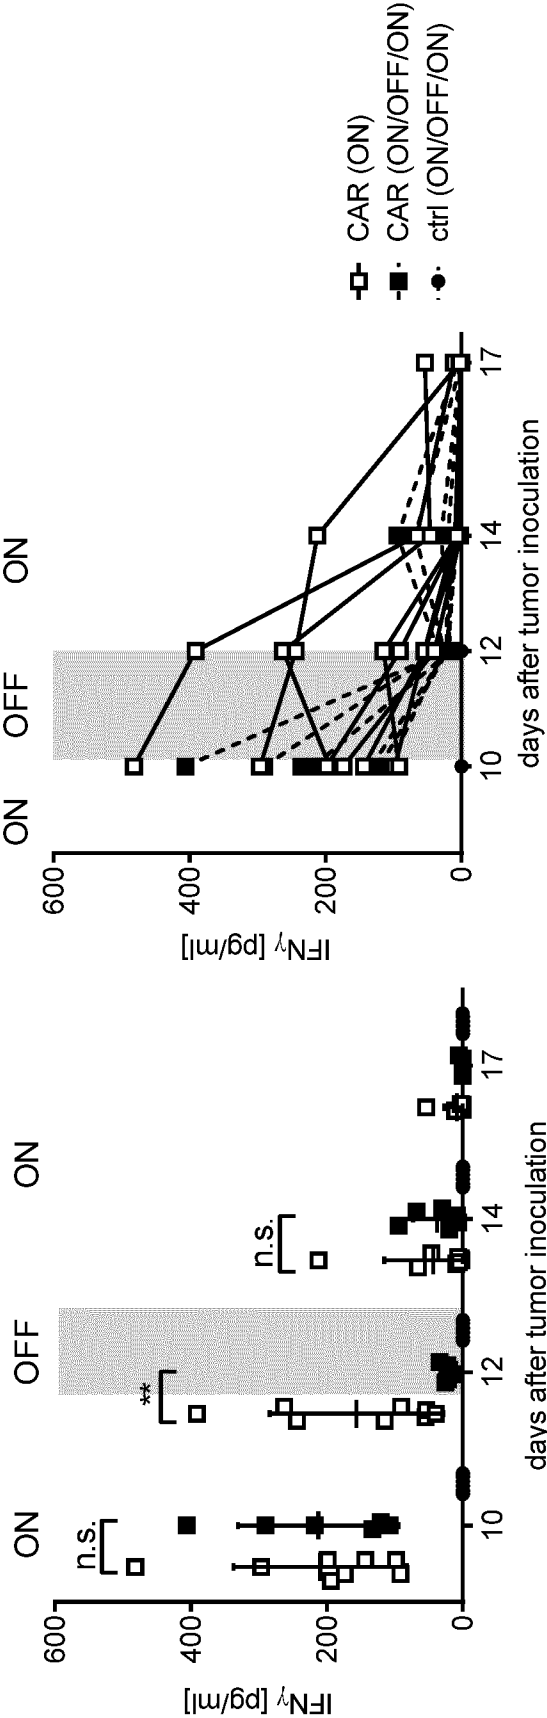 ON
OFF
ON
n.s.
**
n.s.
600
400
200
0
IFNγ [pg/ml]
10
12
14
17
days after tumor inoculation
ON
OFF
ON
600
400
200
0
IFNγ [pg/ml]
10
12
14
17
days after tumor inoculation
CAR (ON)
CAR (ON/OFF/ON)
ctrl (ON/OFF/ON)